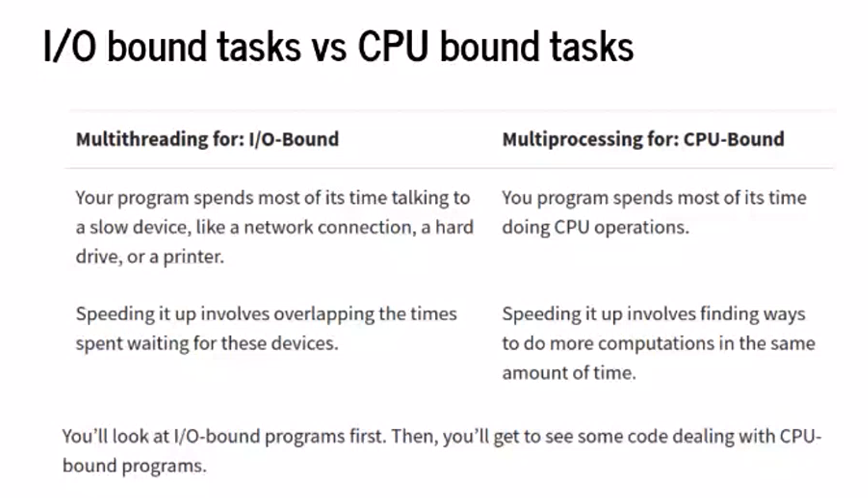 I/O bound tasks vs CPU bound tasks
Multithreading for: I/O-Bound
Multiprocessing for: CPU-Bound
Your program spends most of its time talking to
a slow device, like a network connection, a hard
drive, or a printer.
You program spends most of its time
doing CPU operations.
Speeding it up involves overlapping the times
spent waiting for these devices.
Speeding it up involves finding ways
to do more computations in the same
amount of time.
You'll look at I/O-bound programs first. Then, you'll get to see some code dealing with CPU-
bound programs.